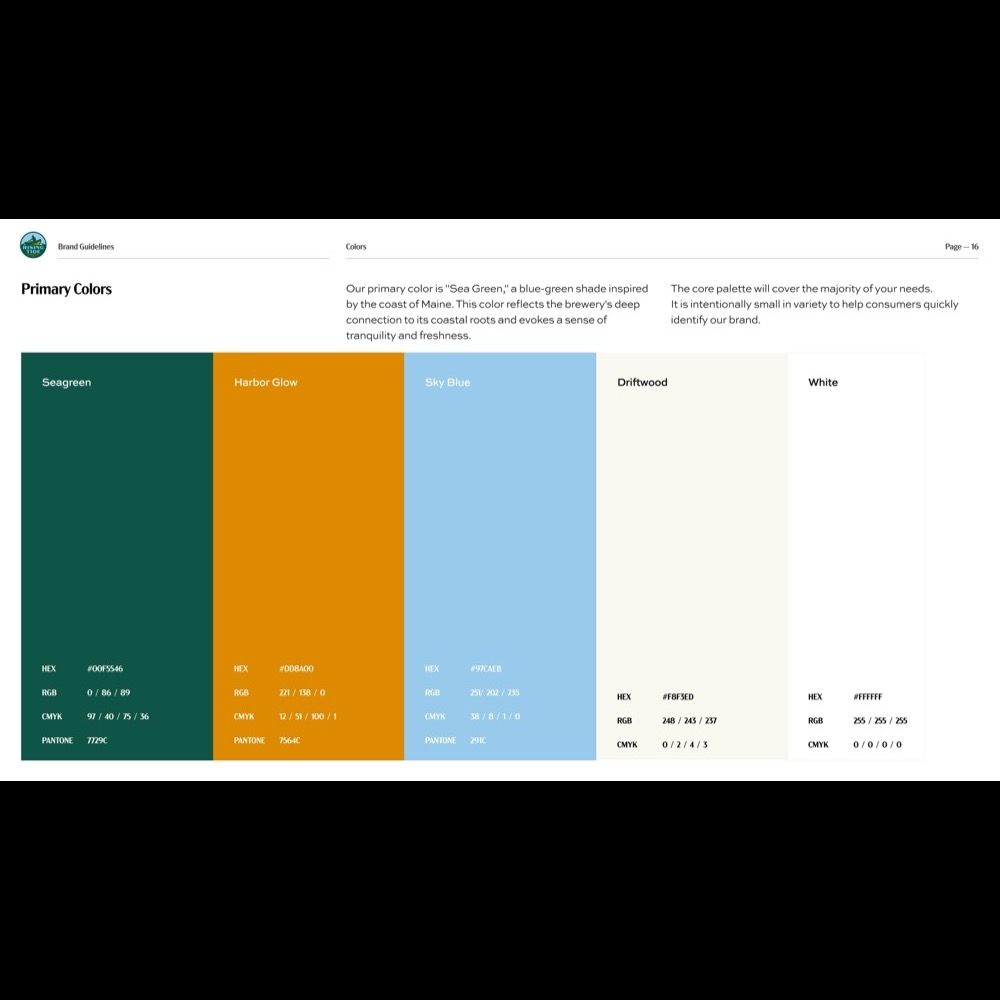 RISING
TIDE
Brand Guidelines
Colors
Page — 16
Primary Colors
Our primary color is "Sea Green," a blue-green shade inspired
by the coast of Maine. This color reflects the brewery's deep
connection to its coastal roots and evokes a sense of
tranquility and freshness.
The core palette will cover the majority of your needs.
It is intentionally small in variety to help consumers quickly
identify our brand.
Seagreen
HEX #00F5546
RGB 0 / 86 / 89
CMYK 97 / 40 / 75 / 36
PANTONE 7729C
Harbor Glow
HEX #DD8A00
RGB 221 / 138 / 0
CMYK 12 / 51 / 100 / 1
PANTONE 7564C
Sky Blue
HEX #97CAEB
RGB 251/ 202 / 235
CMYK 38 / 8 / 1 / 0
PANTONE 291C
Driftwood
HEX #F8F3ED
RGB 248 / 243 / 237
CMYK 0 / 2 / 4 / 3
White
HEX #FFFFFF
RGB 255 / 255 / 255
CMYK 0 / 0 / 0 / 0